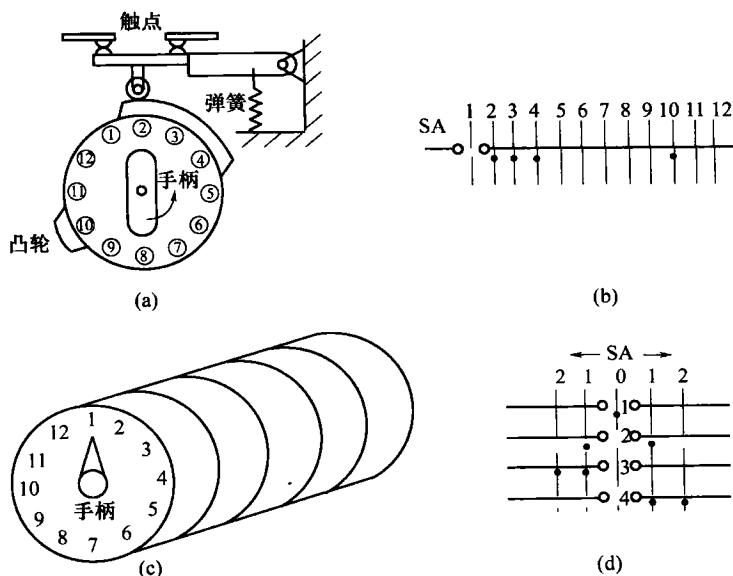 触点
弹簧
① ② ③ ④ ⑤ ⑥ ⑦ ⑧ ⑨ ⑩ ⑪ ⑫
手柄
凸轮
(a)
SA
1 2 3 4 5 6 7 8 9 10 11 12
(b)
1 2 3 4 5 6 7 8 9 10 11 12
手柄
(c)
SA
2 1 0 1 2
1
2
3
4
(d)